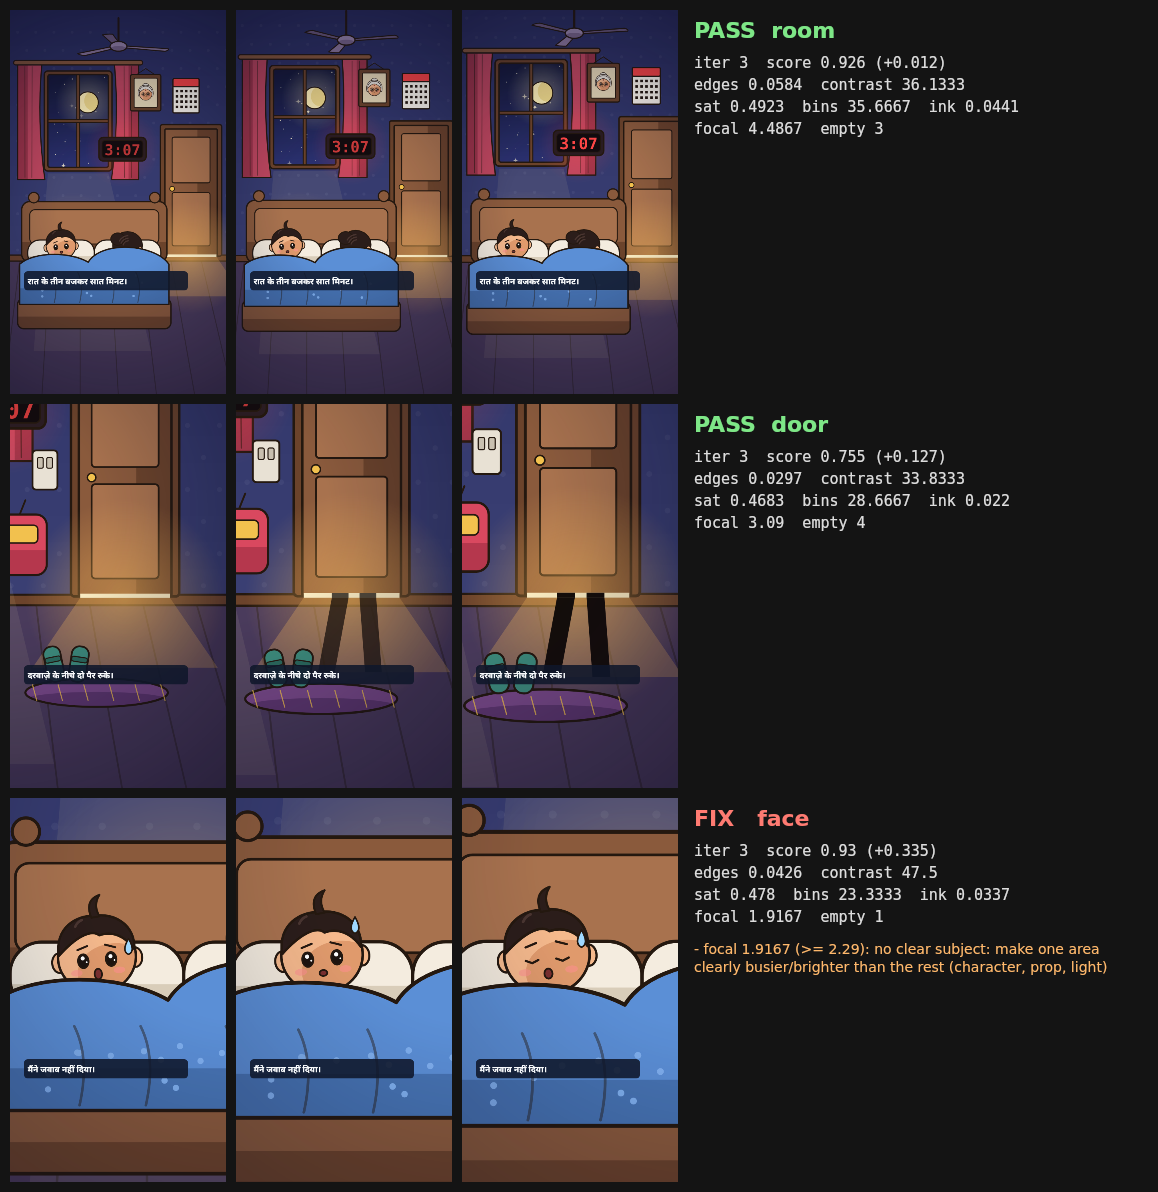 3:07
रात के तीन बजकर सात मिनट।
3:07
रात के तीन बजकर सात मिनट।
3:07
रात के तीन बजकर सात मिनट।
PASS room
iter 3 score 0.926 (+0.012)
edges 0.0584 contrast 36.1333
sat 0.4923 bins 35.6667 ink 0.0441
focal 4.4867 empty 3
07
दरवाज़े के नीचे दो पैर रुके।
दरवाज़े के नीचे दो पैर रुके।
दरवाज़े के नीचे दो पैर रुके।
PASS door
iter 3 score 0.755 (+0.127)
edges 0.0297 contrast 33.8333
sat 0.4683 bins 28.6667 ink 0.022
focal 3.09 empty 4
मैंने जवाब नहीं दिया।
मैंने जवाब नहीं दिया।
मैंने जवाब नहीं दिया।
FIX face
iter 3 score 0.93 (+0.335)
edges 0.0426 contrast 47.5
sat 0.478 bins 23.3333 ink 0.0337
focal 1.9167 empty 1
- focal 1.9167 (>= 2.29): no clear subject: make one area
clearly busier/brighter than the rest (character, prop, light)